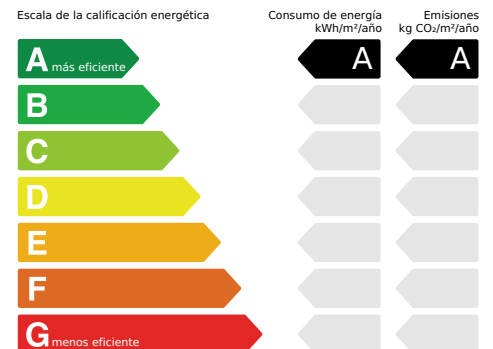 Escala de la calificación energética
Consumo de energía
kWh/m²/año
Emisiones
kg CO₂/m²/año
A más eficiente
A
A
B
C
D
E
F
G menos eficiente